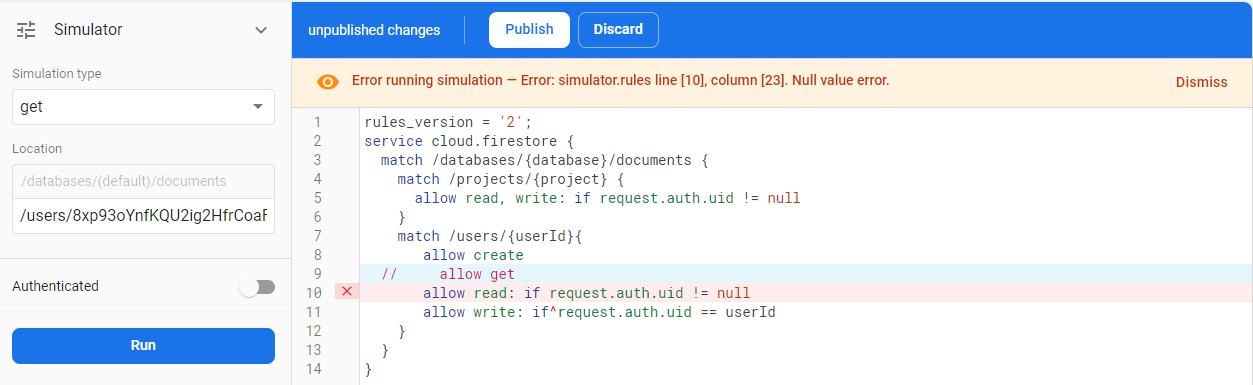 Simulator
unpublished changes
Publish
Discard
Simulation type
get
Location
/databases/(default)/documents
/users/8xp93oYnfKQU2ig2HfrCoaF
Authenticated
Run
Error running simulation — Error: simulator.rules line [10], column [23]. Null value error.
Dismiss
1 rules_version = '2';
2 service cloud.firestore {
3 match /databases/{database}/documents {
4 match /projects/{project} {
5 allow read, write: if request.auth.uid != null
6 }
7 match /users/{userId}{
8 allow create
9 // allow get
10 allow read: if request.auth.uid != null
11 allow write: if^request.auth.uid == userId
12 }
13 }
14 }